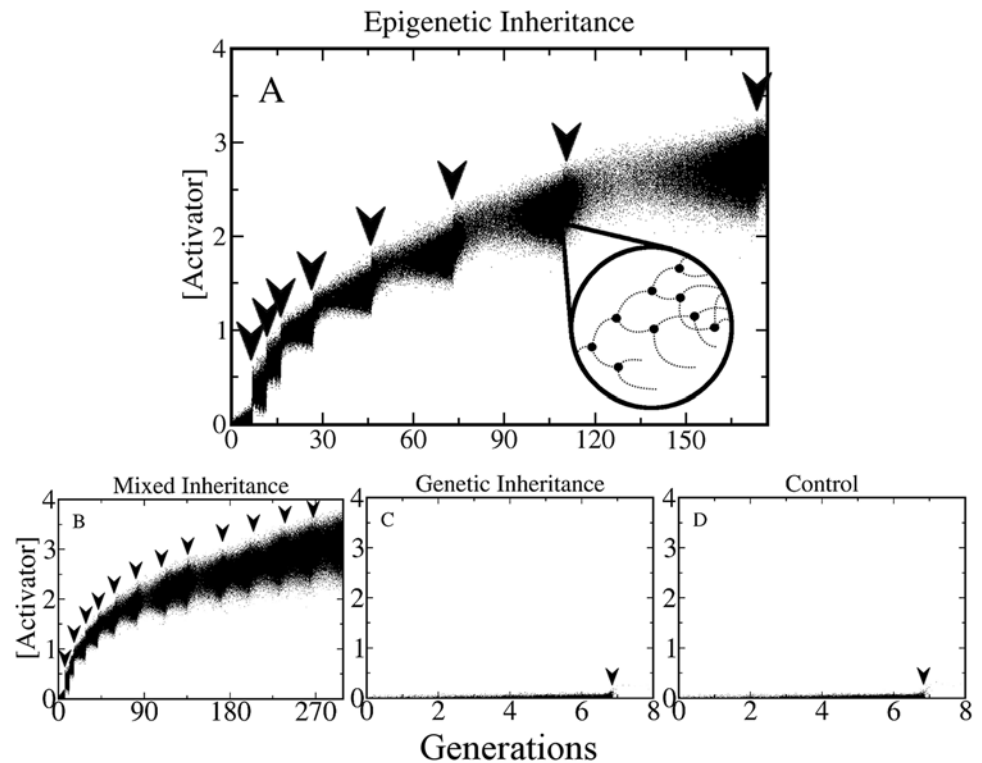 Epigenetic Inheritance
A
[Activator]
4
3
2
1
0
0 30 60 90 120 150
Mixed Inheritance
B
[Activator]
4
3
2
1
0
0 90 180 270
Genetic Inheritance
C
4
3
2
1
0
0 2 4 6 8
Control
D
4
3
2
1
0
0 2 4 6 8
Generations